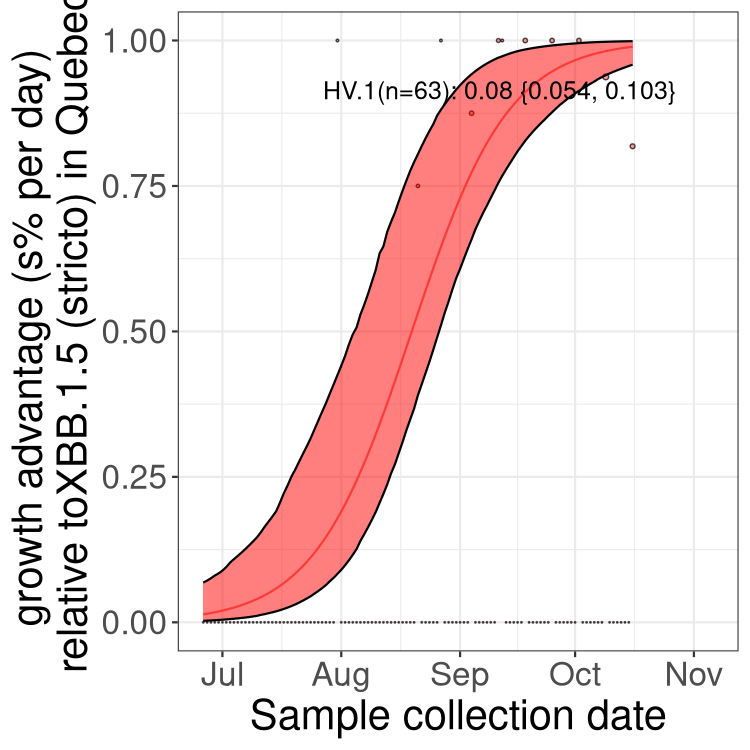 growth advantage (s% per day)
relative toXBB.1.5 (stricto) in Quebec
1.00
0.75
0.50
0.25
0.00
HV.1(n=63): 0.08 {0.054, 0.103}
Jul Aug Sep Oct Nov
Sample collection date